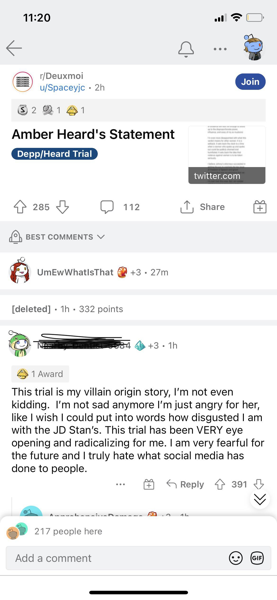 11:20
r/Deuxmoi
u/Spaceyjc • 2h
Join
2 1 1
Amber Heard's Statement
Depp/Heard Trial
twitter.com
285 112 Share
BEST COMMENTS
UmEwWhatIsThat +3 • 27m
[deleted] • 1h • 332 points
+3 • 1h
1 Award
This trial is my villain origin story, I'm not even
kidding. I'm not sad anymore I'm just angry for her,
like I wish I could put into words how disgusted I am
with the JD Stan's. This trial has been VERY eye
opening and radicalizing for me. I am very fearful for
the future and I truly hate what social media has
done to people.
Reply 391
217 people here
Add a comment
GIF